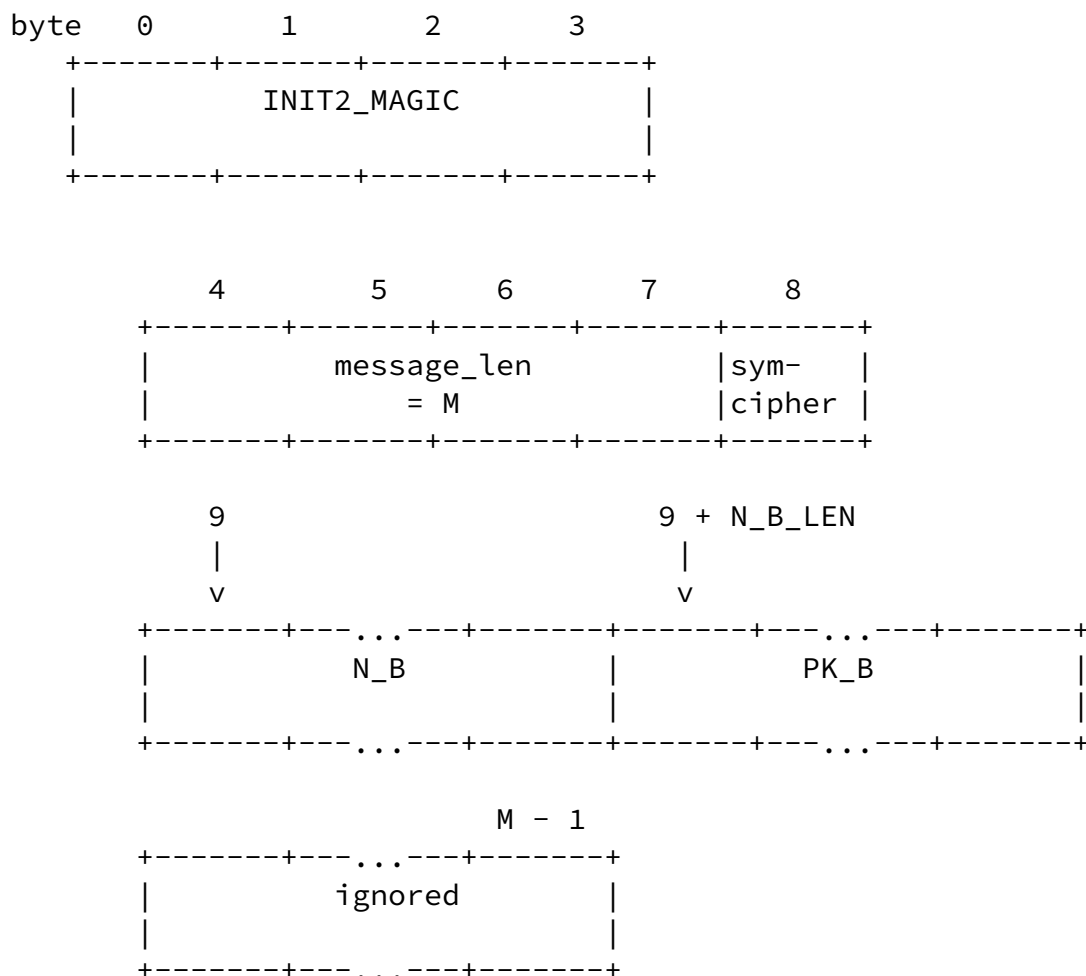 byte 0 1 2 3
+-------+-------+-------+-------+
| INIT2_MAGIC |
| |
+-------+-------+-------+-------+
4 5 6 7 8
+-------+-------+-------+-------+-------+
| message_len |sym- |
| = M |cipher |
+-------+-------+-------+-------+-------+
9 9 + N_B_LEN
| |
v v
+-------+---...---+-------+-------+---...---+-------+
| N_B | PK_B |
| | |
+-------+---...---+-------+-------+---...---+-------+
M - 1
+-------+---...---+-------+
| ignored |
| |
+-------+---...---+-------+